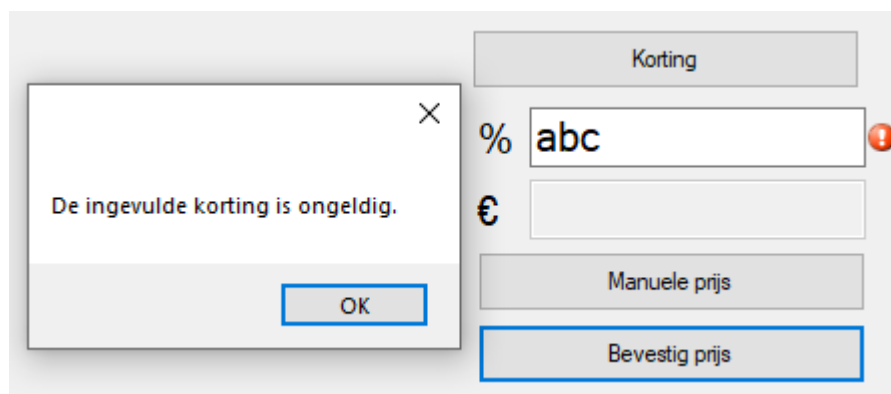 Korting
% abc
De ingevulde korting is ongeldig.
€
Manuele prijs
OK
Bevestig prijs